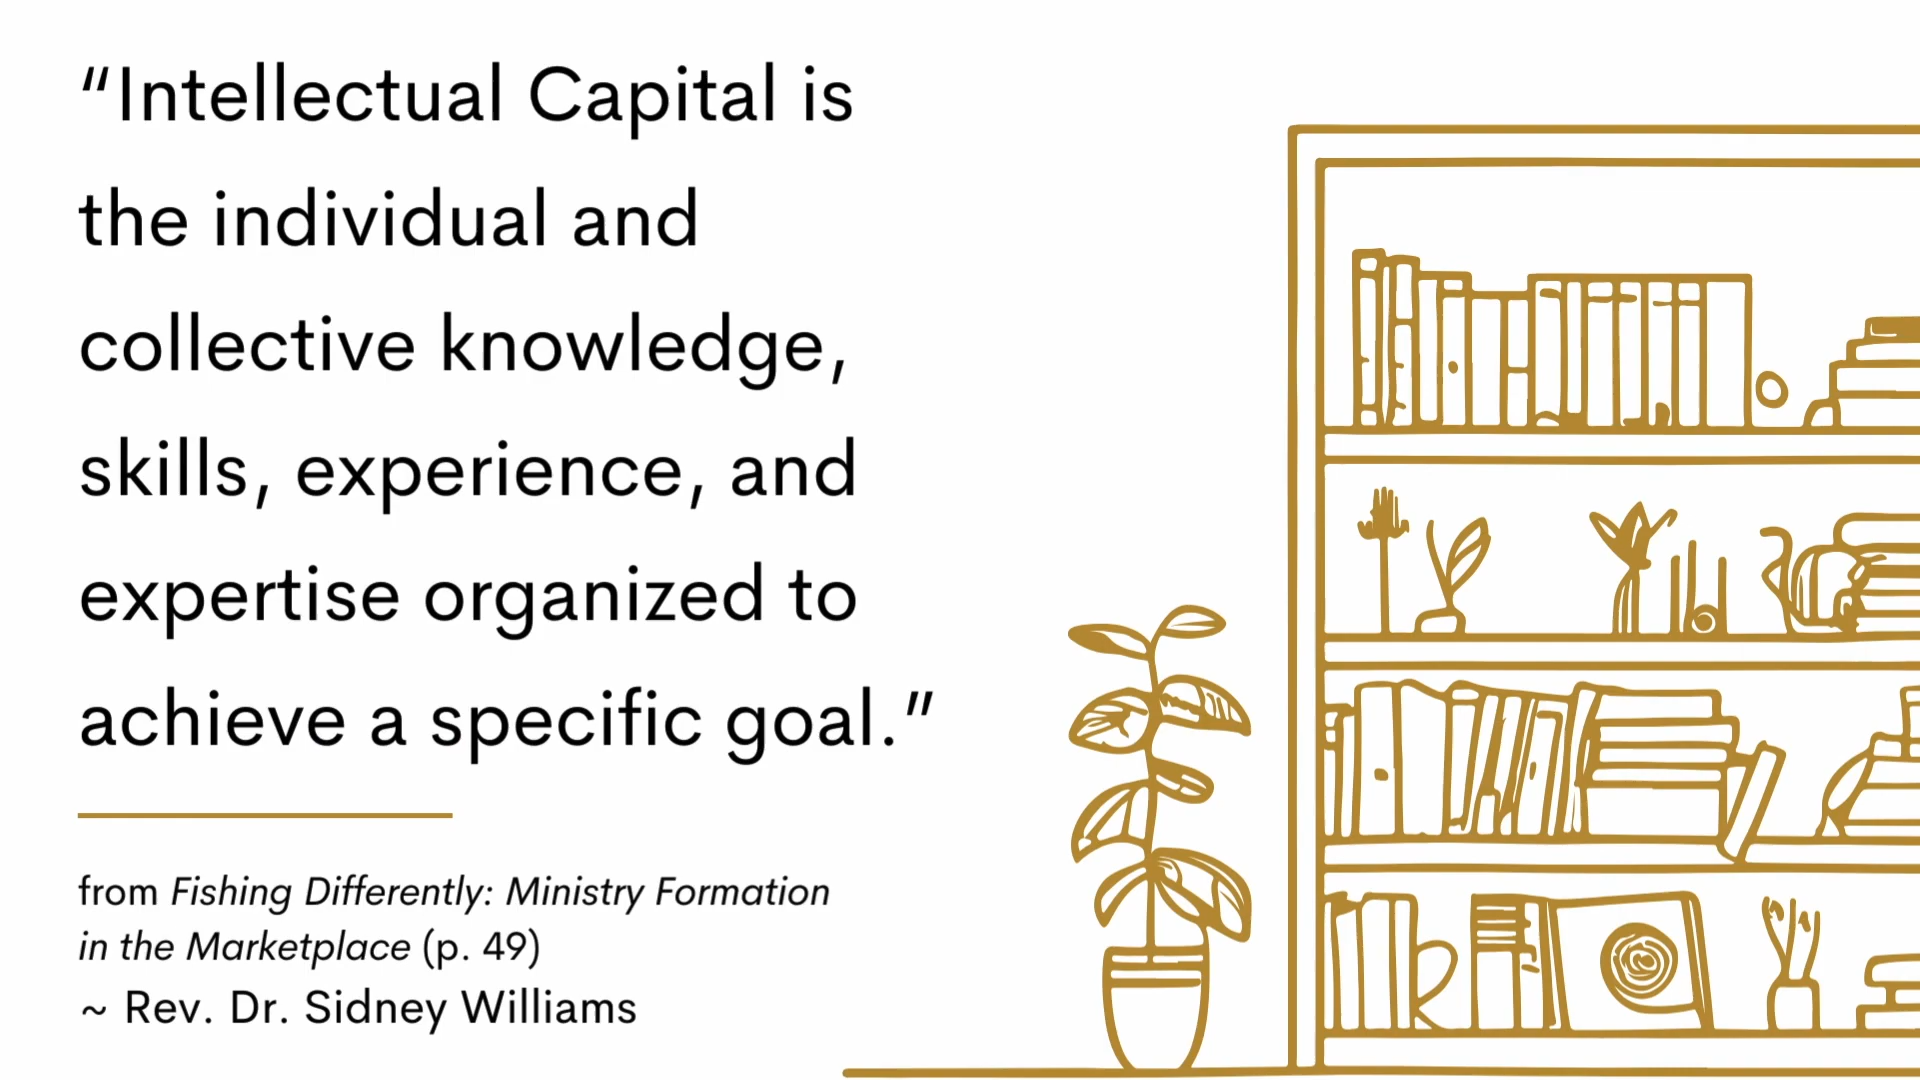 “Intellectual Capital is
the individual and
collective knowledge,
skills, experience, and
expertise organized to
achieve a specific goal.”
from Fishing Differently: Ministry Formation
in the Marketplace (p. 49)
~ Rev. Dr. Sidney Williams